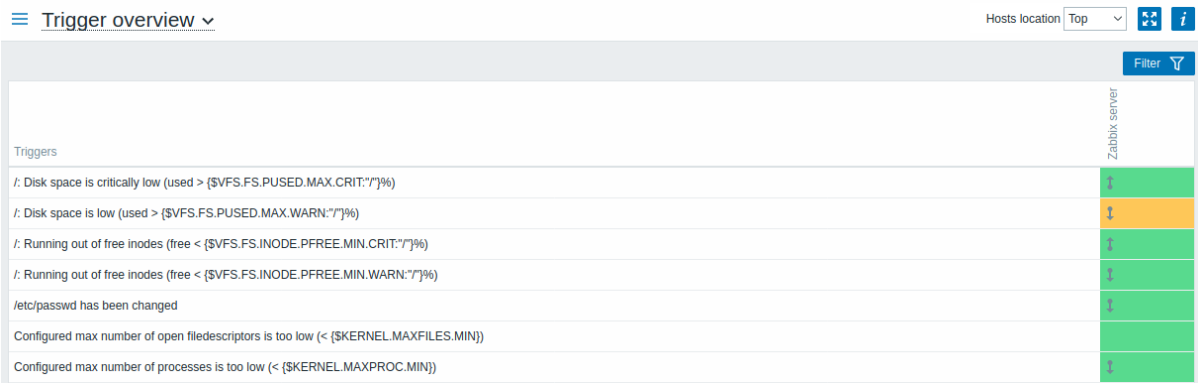 Trigger overview
Hosts location Top
i
Filter
Zabbix server
Triggers
/: Disk space is critically low (used > {$VFS.FS.PUSED.MAX.CRIT:"/"}%)
/: Disk space is low (used > {$VFS.FS.PUSED.MAX.WARN:"/"}%)
/: Running out of free inodes (free < {$VFS.FS.INODE.PFREE.MIN.CRIT:"/"}%)
/: Running out of free inodes (free < {$VFS.FS.INODE.PFREE.MIN.WARN:"/"}%)
/etc/passwd has been changed
Configured max number of open filedescriptors is too low (< {$KERNEL.MAXFILES.MIN})
Configured max number of processes is too low (< {$KERNEL.MAXPROC.MIN})